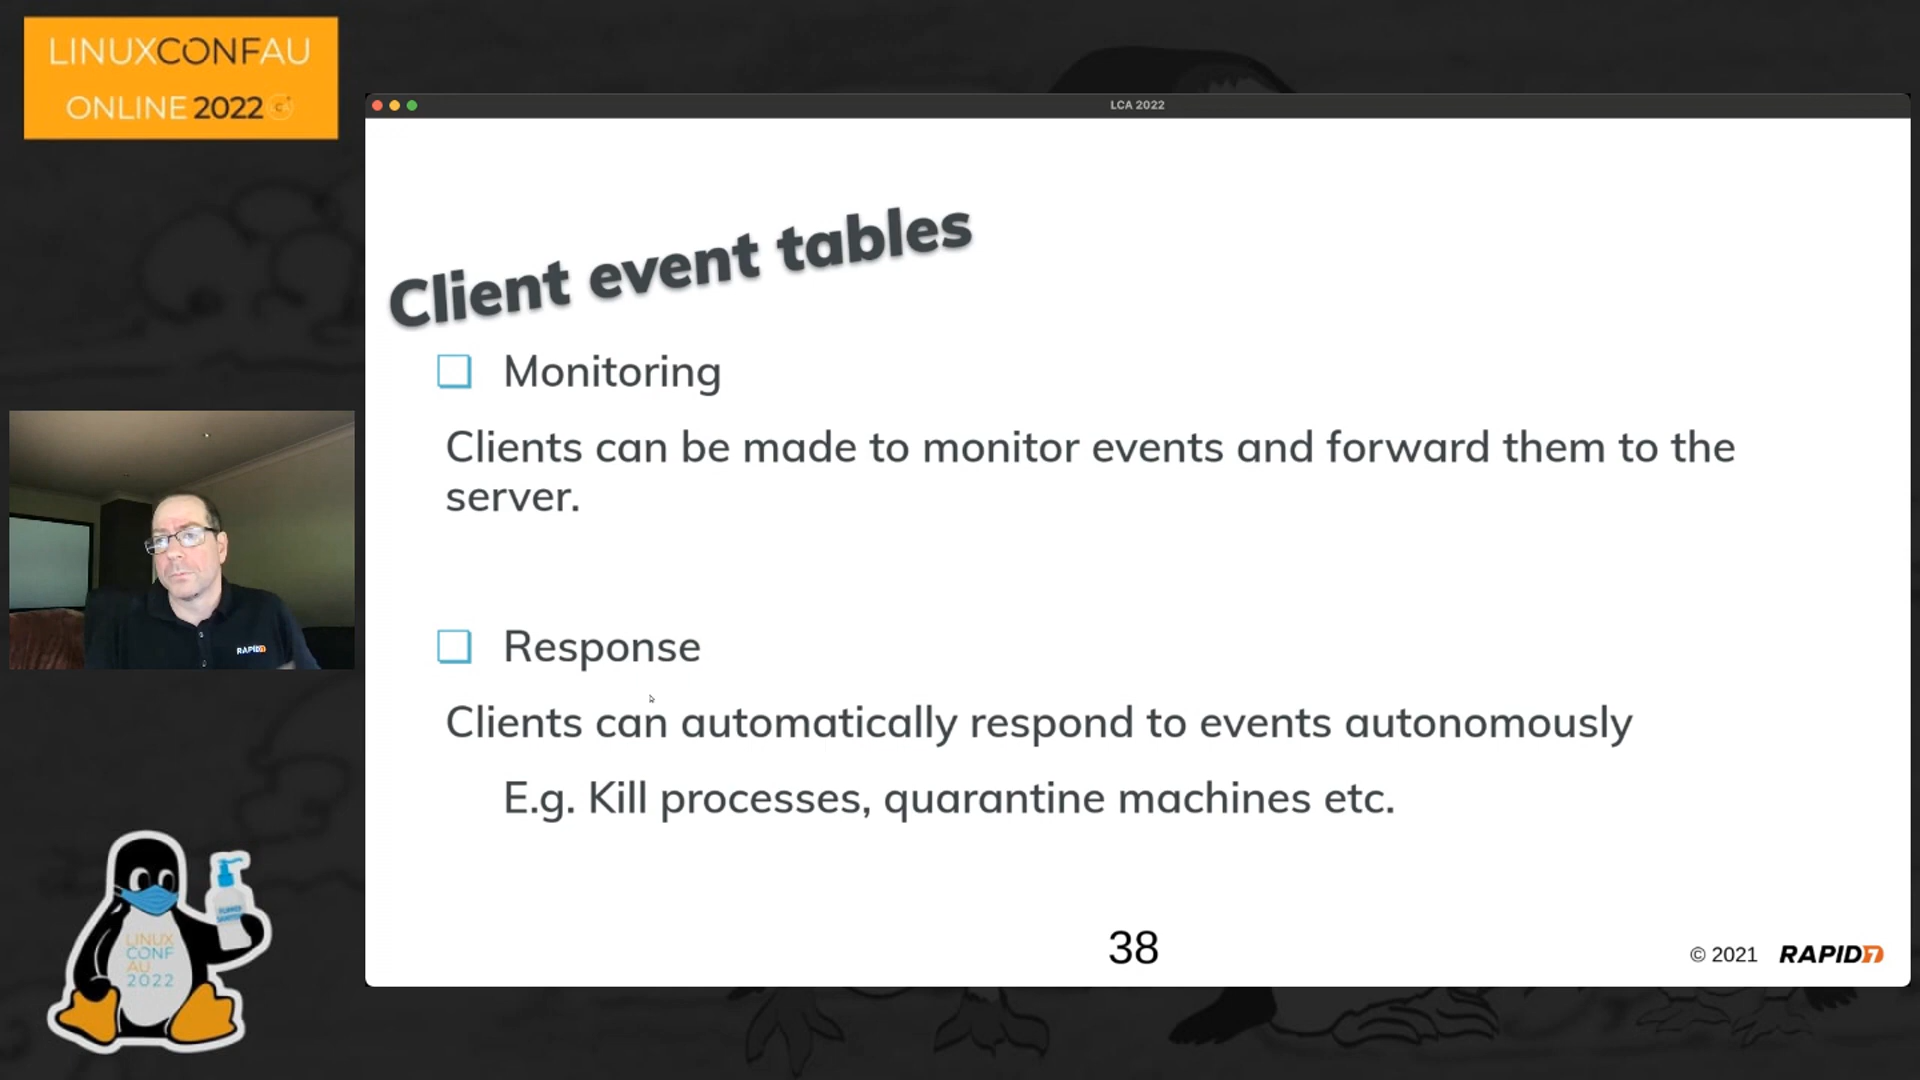 LINUXCONFAU
ONLINE 2022
LCA 2022
Client event tables
Monitoring
Clients can be made to monitor events and forward them to the
server.
Response
Clients can automatically respond to events autonomously
E.g. Kill processes, quarantine machines etc.
38
© 2021 RAPID7
RAPID7
LINUX
CONF
AU
2022